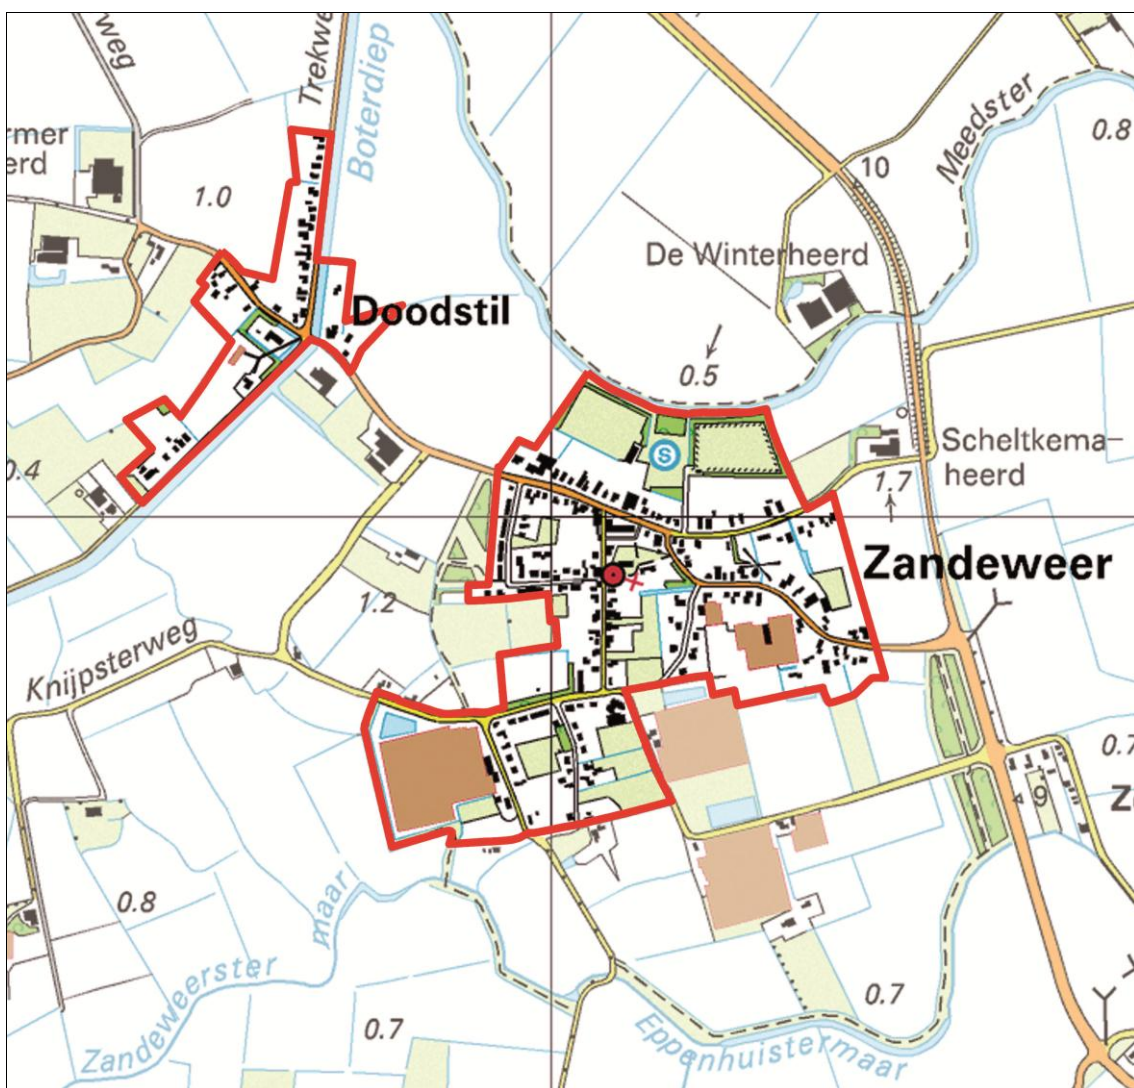 weg
Trekwe
Boterdiep
rmer
erd
1.0
10
Meedster
0.8
De Winterheerd
Doodstil
0.5
S
Scheltkema-
heerd
0.4
1.7
Zandeweer
1.2
Knijpsterweg
0.7
9
Z
0.8
maar
Zandeweerster
0.7
0.7
Eppenhuistermaar